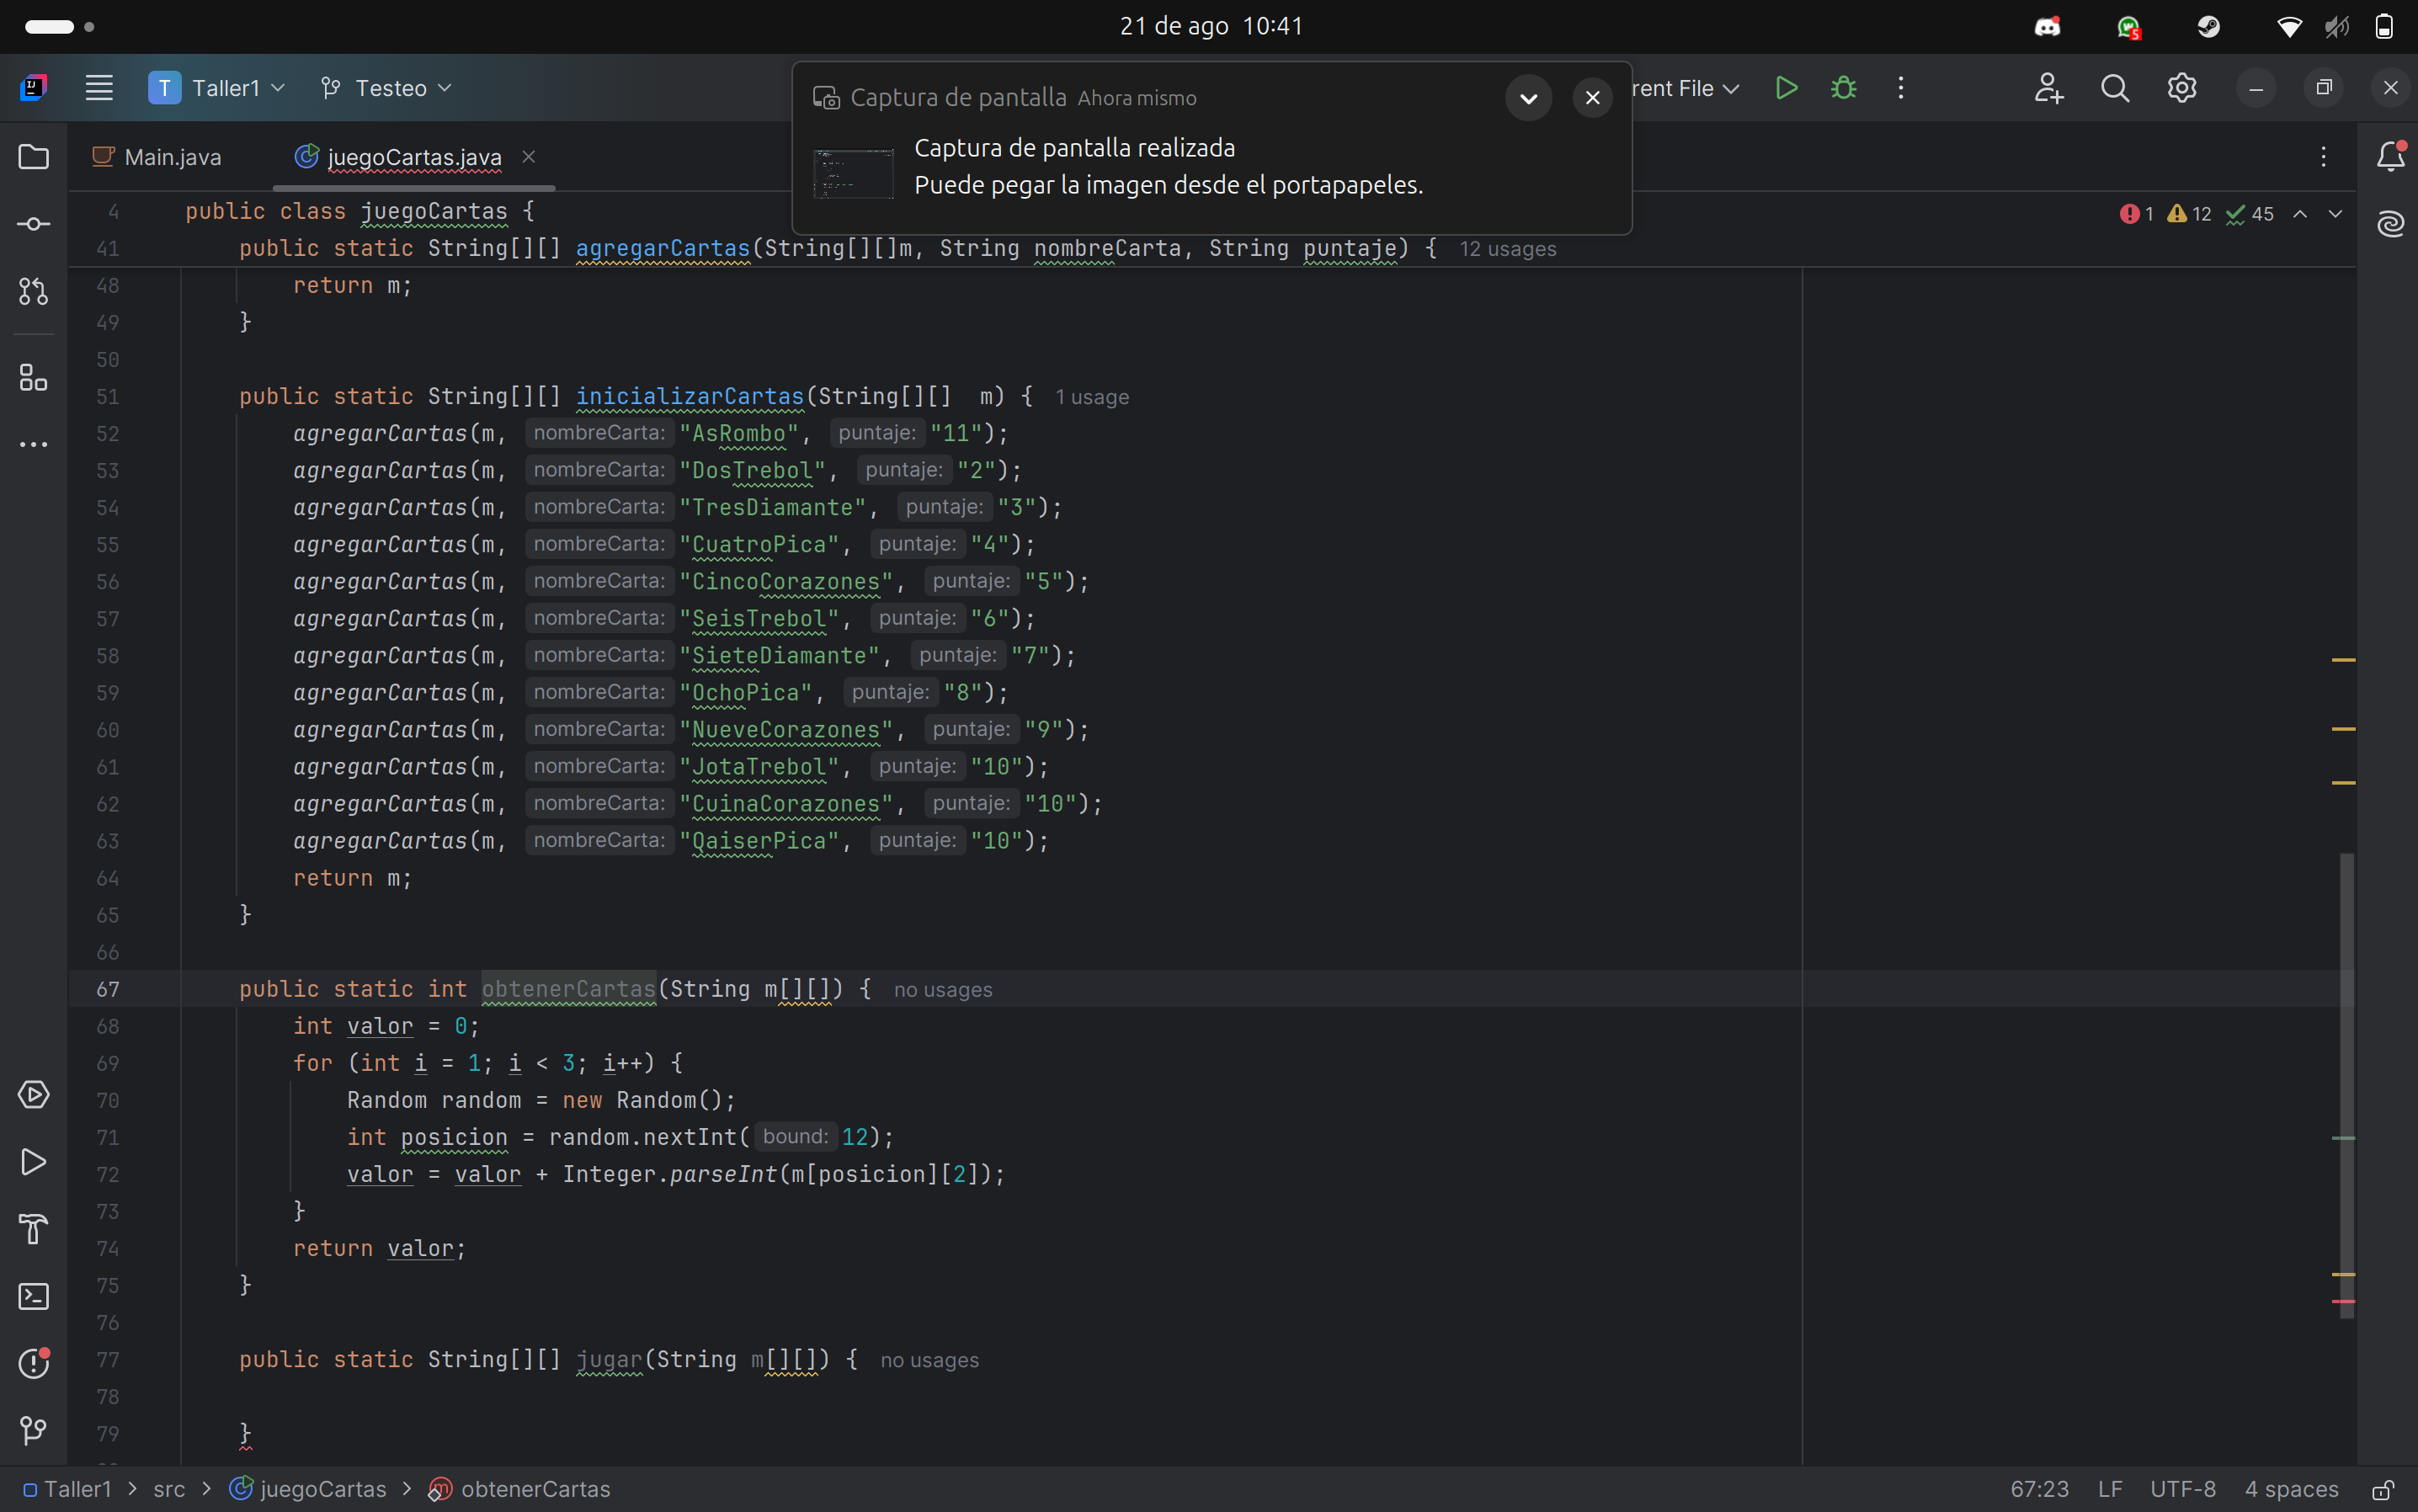 21 de ago 10:41
5
T Taller1 Testeo
rent File
Captura de pantalla Ahora mismo
Captura de pantalla realizada
Puede pegar la imagen desde el portapapeles.
Main.java juegoCartas.java
1 12 45
4 public class juegoCartas {
41 public static String[][] agregarCartas(String[][]m, String nombreCarta, String puntaje) { 12 usages
48 return m;
49 }
50
51 public static String[][] inicializarCartas(String[][]  m) { 1 usage
52 agregarCartas(m, nombreCarta: "AsRombo", puntaje: "11");
53 agregarCartas(m, nombreCarta: "DosTrebol", puntaje: "2");
54 agregarCartas(m, nombreCarta: "TresDiamante", puntaje: "3");
55 agregarCartas(m, nombreCarta: "CuatroPica", puntaje: "4");
56 agregarCartas(m, nombreCarta: "CincoCorazones", puntaje: "5");
57 agregarCartas(m, nombreCarta: "SeisTrebol", puntaje: "6");
58 agregarCartas(m, nombreCarta: "SieteDiamante", puntaje: "7");
59 agregarCartas(m, nombreCarta: "OchoPica", puntaje: "8");
60 agregarCartas(m, nombreCarta: "NueveCorazones", puntaje: "9");
61 agregarCartas(m, nombreCarta: "JotaTrebol", puntaje: "10");
62 agregarCartas(m, nombreCarta: "CuinaCorazones", puntaje: "10");
63 agregarCartas(m, nombreCarta: "QaiserPica", puntaje: "10");
64 return m;
65 }
66
67 public static int obtenerCartas(String m[][]) { no usages
68 int valor = 0;
69 for (int i = 1; i < 3; i++) {
70 Random random = new Random();
71 int posicion = random.nextInt( bound: 12);
72 valor = valor + Integer.parseInt(m[posicion][2]);
73 }
74 return valor;
75 }
76
77 public static String[][] jugar(String m[][]) { no usages
78
79 }
Taller1 > src > juegoCartas > obtenerCartas
67:23 LF UTF-8 4 spaces